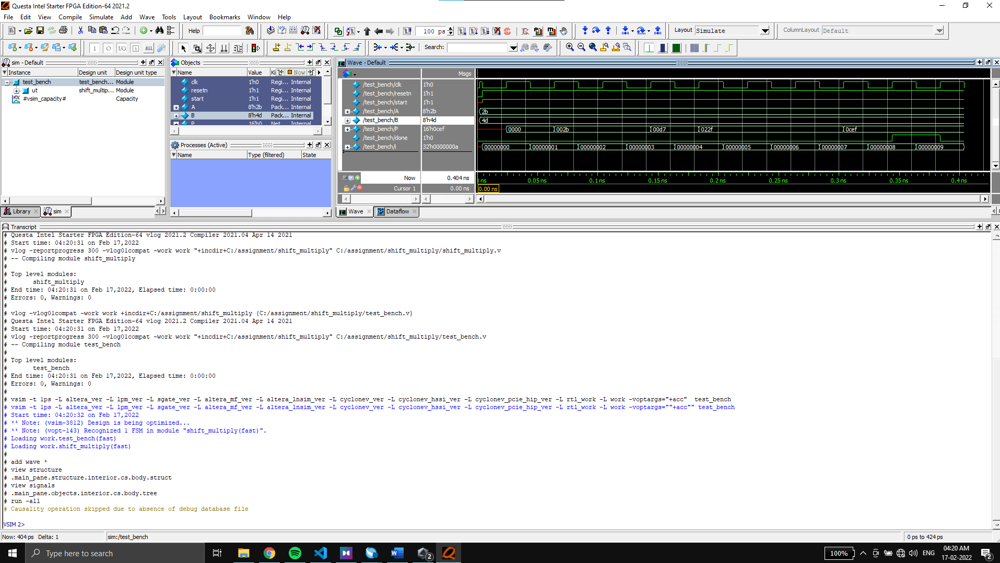 Questa Intel Starter FPGA Edition-64 2021.2
File Edit View Compile Simulate Add Wave Tools Layout Bookmarks Window Help
Help 100 ps Layout Simulate ColumnLayout Default
Search:
sim - Default
Instance Design unit Design unit type
test_bench test_bench... Module
ut shift_multip... Module
#vsim_capacity# Capacity
Library sim
Objects
Name Value Ki Now
clk 1'h0 Regi... Internal
resetn 1'h1 Regi... Internal
start 1'h1 Regi... Internal
A 8'h2b Pack... Internal
B 8'h4d Pack... Internal
P 16'h0 Net Internal
Processes (Active)
Name Type (filtered) State
Wave - Default
Msgs
/test_bench/clk 1'h0
/test_bench/resetn 1'h1
/test_bench/start 1'h1
/test_bench/A 8'h2b 2b
/test_bench/B 8'h4d 4d
/test_bench/P 16'h0cef 0000 002b 00d7 022f 0cef
/test_bench/done 1'h0
/test_bench/i 32'h0000000a 00000000 00000001 00000002 00000003 00000004 00000005 00000006 00000007 00000008 00000009
Now 0.404 ns ns 0.05 ns 0.1 ns 0.15 ns 0.2 ns 0.25 ns 0.3 ns 0.35 ns 0.4 ns
Cursor 1 0.00 ns 0.00 ns
Wave Dataflow
Transcript
# Questa Intel Starter FPGA Edition-64 vlog 2021.2 Compiler 2021.04 Apr 14 2021
# Start time: 04:20:31 on Feb 17,2022
# vlog -reportprogress 300 -vlog01compat -work work "+incdir+C:/assignment/shift_multiply" C:/assignment/shift_multiply/shift_multiply.v
# -- Compiling module shift_multiply
#
# Top level modules:
# shift_multiply
# End time: 04:20:31 on Feb 17,2022, Elapsed time: 0:00:00
# Errors: 0, Warnings: 0
#
# vlog -vlog01compat -work work +incdir+C:/assignment/shift_multiply {C:/assignment/shift_multiply/test_bench.v}
# Questa Intel Starter FPGA Edition-64 vlog 2021.2 Compiler 2021.04 Apr 14 2021
# Start time: 04:20:31 on Feb 17,2022
# vlog -reportprogress 300 -vlog01compat -work work "+incdir+C:/assignment/shift_multiply" C:/assignment/shift_multiply/test_bench.v
# -- Compiling module test_bench
#
# Top level modules:
# test_bench
# End time: 04:20:31 on Feb 17,2022, Elapsed time: 0:00:00
# Errors: 0, Warnings: 0
#
# vsim -t 1ps -L altera_ver -L lpm_ver -L sgate_ver -L altera_mf_ver -L altera_lnsim_ver -L cyclonev_ver -L cyclonev_hssi_ver -L cyclonev_pcie_hip_ver -L rtl_work -L work -voptargs="+acc" test_bench
# vsim -t 1ps -L altera_ver -L lpm_ver -L sgate_ver -L altera_mf_ver -L altera_lnsim_ver -L cyclonev_ver -L cyclonev_hssi_ver -L cyclonev_pcie_hip_ver -L rtl_work -L work -voptargs=""+acc"" test_bench
# Start time: 04:20:32 on Feb 17,2022
# ** Note: (vsim-3812) Design is being optimized...
# ** Note: (vopt-143) Recognized 1 FSM in module "shift_multiply(fast)".
# Loading work.test_bench(fast)
# Loading work.shift_multiply(fast)
#
# add wave *
# view structure
# .main_pane.structure.interior.cs.body.struct
# view signals
# .main_pane.objects.interior.cs.body.tree
# run -all
# Causality operation skipped due to absence of debug database file
VSIM 2>
Now: 404 ps Delta: 1 sim:/test_bench 0 ps to 424 ps
Type here to search 2 100% ENG 04:20 AM
17-02-2022 2